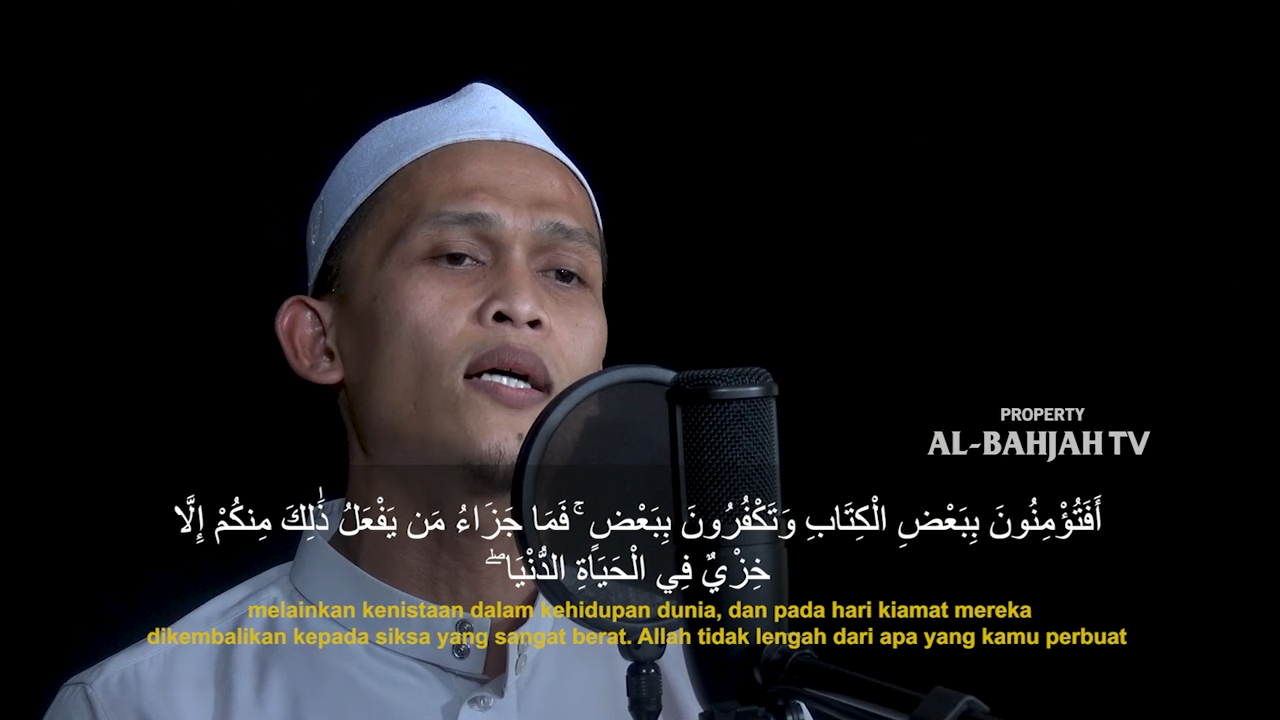 PROPERTY
AL-BAHJAH TV
أَفَتُؤْمِنُونَ بِبَعْضِ الْكِتَابِ وَتَكْفُرُونَ بِبَعْضٍ ۚ فَمَا جَزَاءُ مَن يَفْعَلُ ذَٰلِكَ مِنكُمْ إِلَّا
خِزْيٌ فِي الْحَيَاةِ الدُّنْيَا ۖ
melainkan kenistaan dalam kehidupan dunia, dan pada hari kiamat mereka
dikembalikan kepada siksa yang sangat berat. Allah tidak lengah dari apa yang kamu perbuat